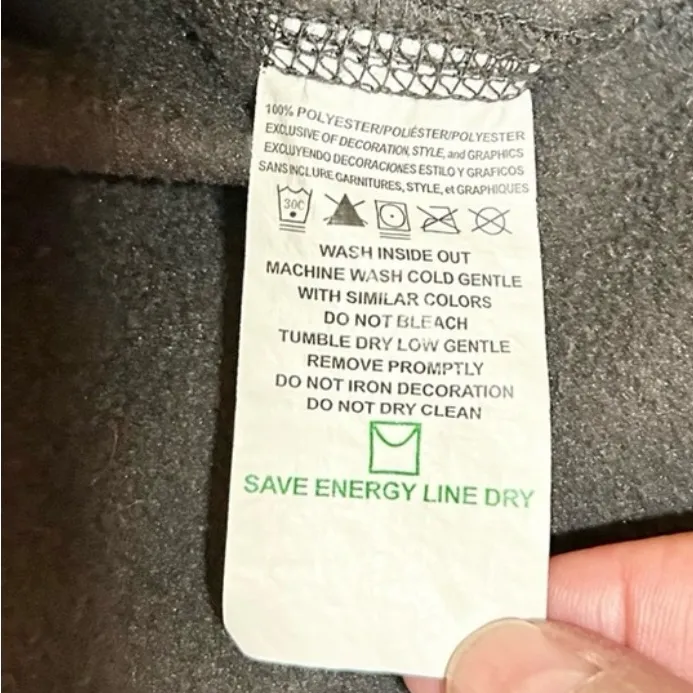 100% POLYESTER/POLIÉSTER/POLYESTER
EXCLUSIVE OF DECORATION, STYLE, and GRAPHICS
EXCLUYENDO DECORACIONES ESTILO Y GRAFICOS
SANS INCLURE GARNITURES, STYLE, et GRAPHIQUES
30C
WASH INSIDE OUT
MACHINE WASH COLD GENTLE
WITH SIMILAR COLORS
DO NOT BLEACH
TUMBLE DRY LOW GENTLE
REMOVE PROMPTLY
DO NOT IRON DECORATION
DO NOT DRY CLEAN
SAVE ENERGY LINE DRY